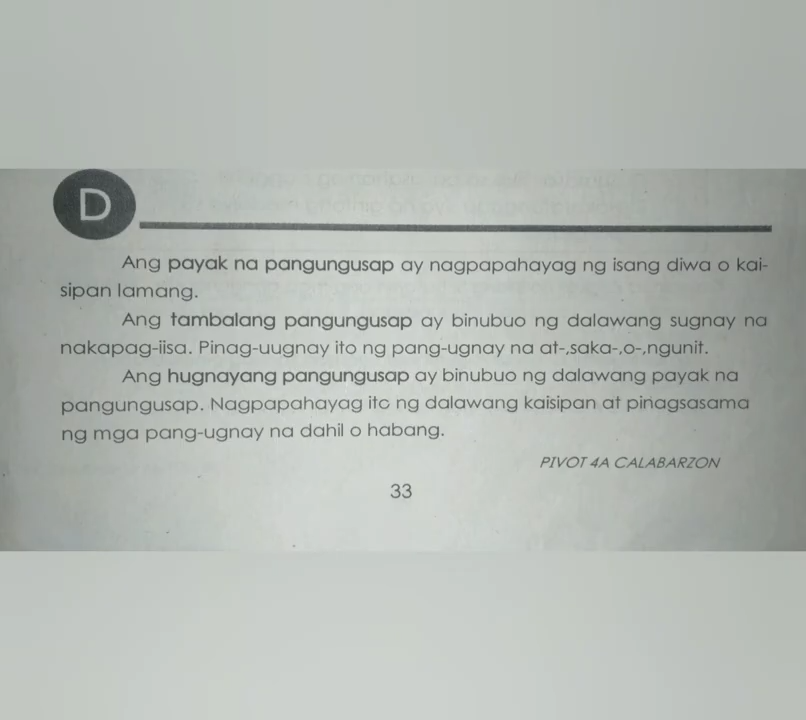 D
Ang payak na pangungusap ay nagpapahayag ng isang diwa o kai-
sipan lamang.
Ang tambalang pangungusap ay binubuo ng dalawang sugnay na
nakapag-iisa. Pinag-uugnay ito ng pang-ugnay na at-,saka-,o-,ngunit.
Ang hugnayang pangungusap ay binubuo ng dalawang payak na
pangungusap. Nagpapahayag ito ng dalawang kaisipan at pinagsasama
ng mga pang-ugnay na dahil o habang.
PIVOT 4A CALABARZON
33